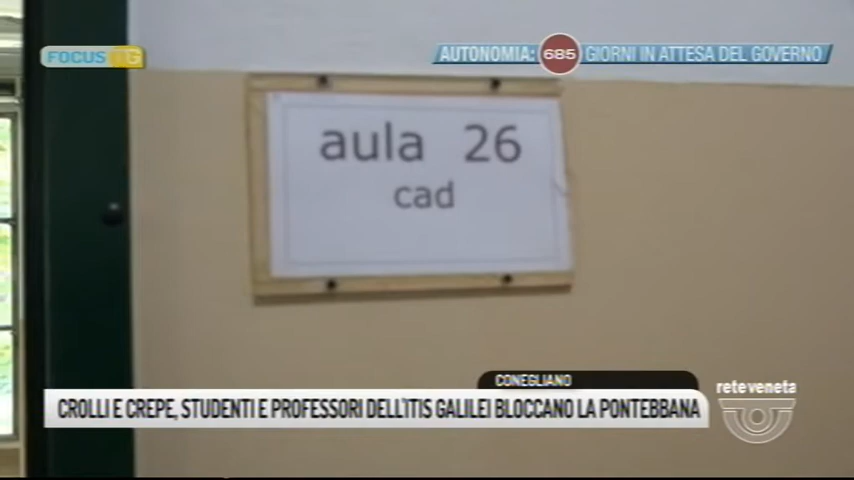 FOCUS TG
AUTONOMIA: 685 GIORNI IN ATTESA DEL GOVERNO
aula 26
cad
CONEGLIANO
CROLLI E CREPE, STUDENTI E PROFESSORI DELL'ITIS GALILEI BLOCCANO LA PONTEBBANA
reteveneta